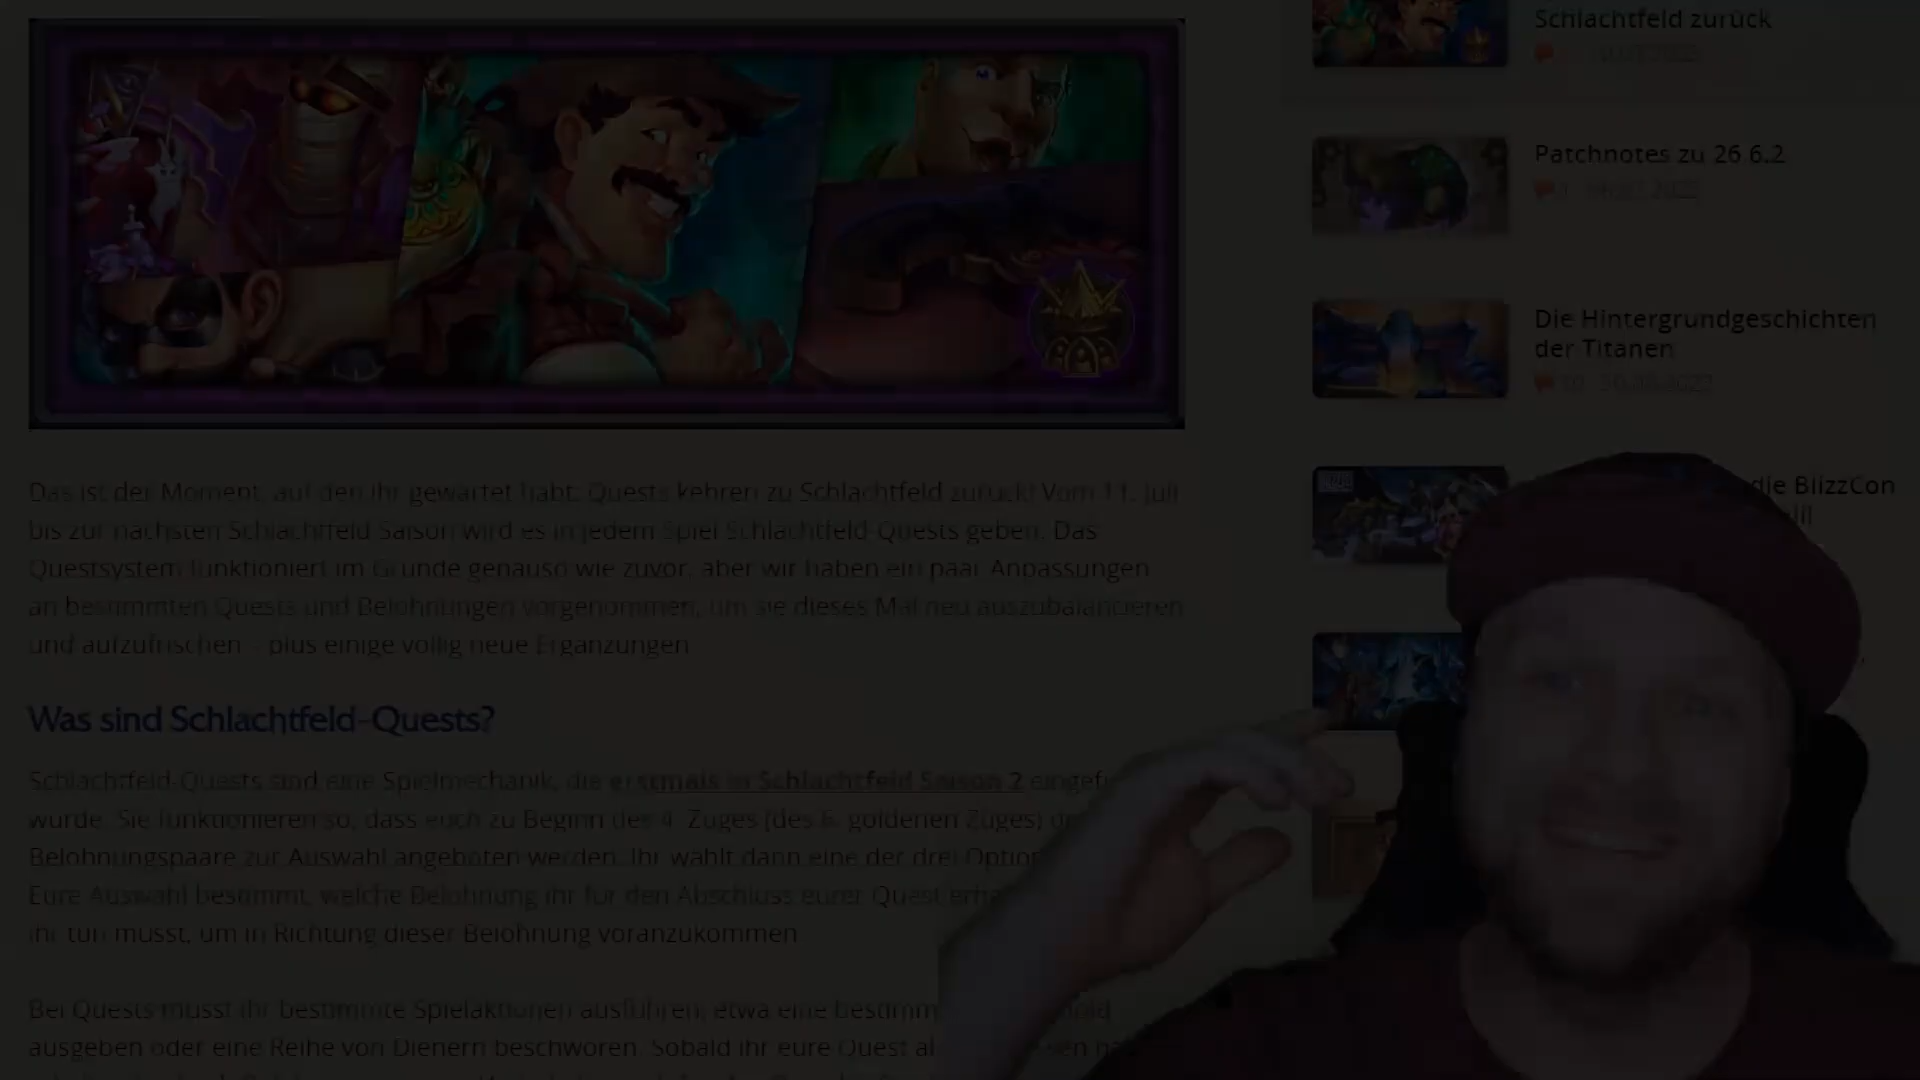 Das ist der Moment, auf den ihr gewartet habt: Quests kehren zu Schlachtfeld zurück! Vom 11. Juli
bis zur nächsten Schlachtfeld Saison wird es in jedem Spiel Schlachtfeld-Quests geben. Das
Questsystem funktioniert im Grunde genauso wie zuvor, aber wir haben ein paar Anpassungen
an bestimmten Quests und Belohnungen vorgenommen, um sie dieses Mal neu auszubalancieren
und aufzufrischen – plus einige völlig neue Ergänzungen
Was sind Schlachtfeld-Quests?
Schlachtfeld-Quests sind eine Spielmechanik, die erstmals in Schlachtfeld Saison 2 eingef
wurde. Sie funktionieren so, dass euch zu Beginn des 4. Zuges (des 6. goldenen Zuges)
Belohnungspaare zur Auswahl angeboten werden. Ihr wählt dann eine der drei Option
Eure Auswahl bestimmt, welche Belohnung ihr für den Abschluss eurer Quest erha
ihr tun müsst, um in Richtung dieser Belohnung voranzukommen
Bei Quests müsst ihr bestimmte Spielaktionen ausführen, etwa eine bestimm
ausgeben oder eine Reihe von Dienern beschwören. Sobald ihr eure Quest
Schlachtfeld zurück
Patchnotes zu 26.6.2
Die Hintergrundgeschichten
der Titanen
die BlizzCon